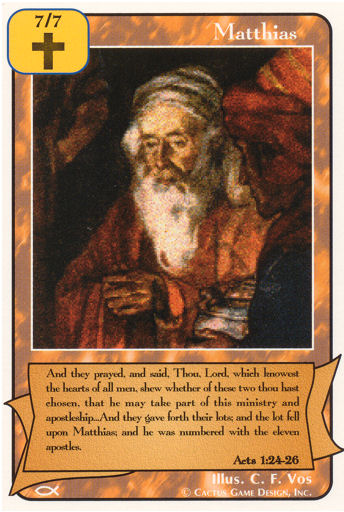 7/7
Matthias
And they prayed, and said, Thou, Lord, which knowest
the hearts of all men, shew whether of these two thou hast
chosen, that he may take part of this ministry and
apostleship...And they gave forth their lots; and the lot fell
upon Matthias; and he was numbered with the eleven
apostles.
Acts 1:24-26
Illus. C. F. Vos
© Cactus Game Design, Inc.